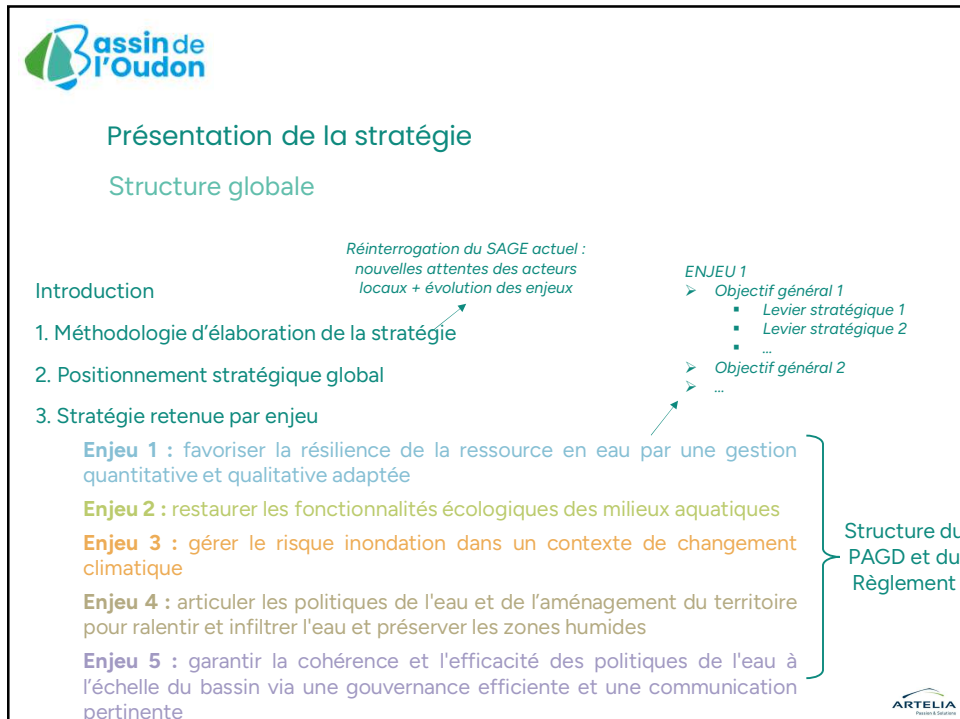 Bassin de
l'Oudon
Présentation de la stratégie
Structure globale
Réinterrogation du SAGE actuel :
nouvelles attentes des acteurs
locaux + évolution des enjeux
ENJEU 1
➢ Objectif général 1
▪ Levier stratégique 1
▪ Levier stratégique 2
▪ ...
➢ Objectif général 2
➢ ...
Introduction
1. Méthodologie d'élaboration de la stratégie
2. Positionnement stratégique global
3. Stratégie retenue par enjeu
Enjeu 1 : favoriser la résilience de la ressource en eau par une gestion
quantitative et qualitative adaptée
Enjeu 2 : restaurer les fonctionnalités écologiques des milieux aquatiques
Enjeu 3 : gérer le risque inondation dans un contexte de changement
climatique
Enjeu 4 : articuler les politiques de l'eau et de l'aménagement du territoire
pour ralentir et infiltrer l'eau et préserver les zones humides
Enjeu 5 : garantir la cohérence et l'efficacité des politiques de l'eau à
l'échelle du bassin via une gouvernance efficiente et une communication
pertinente
Structure du
PAGD et du
Règlement
ARTELIA
Passion & Solutions